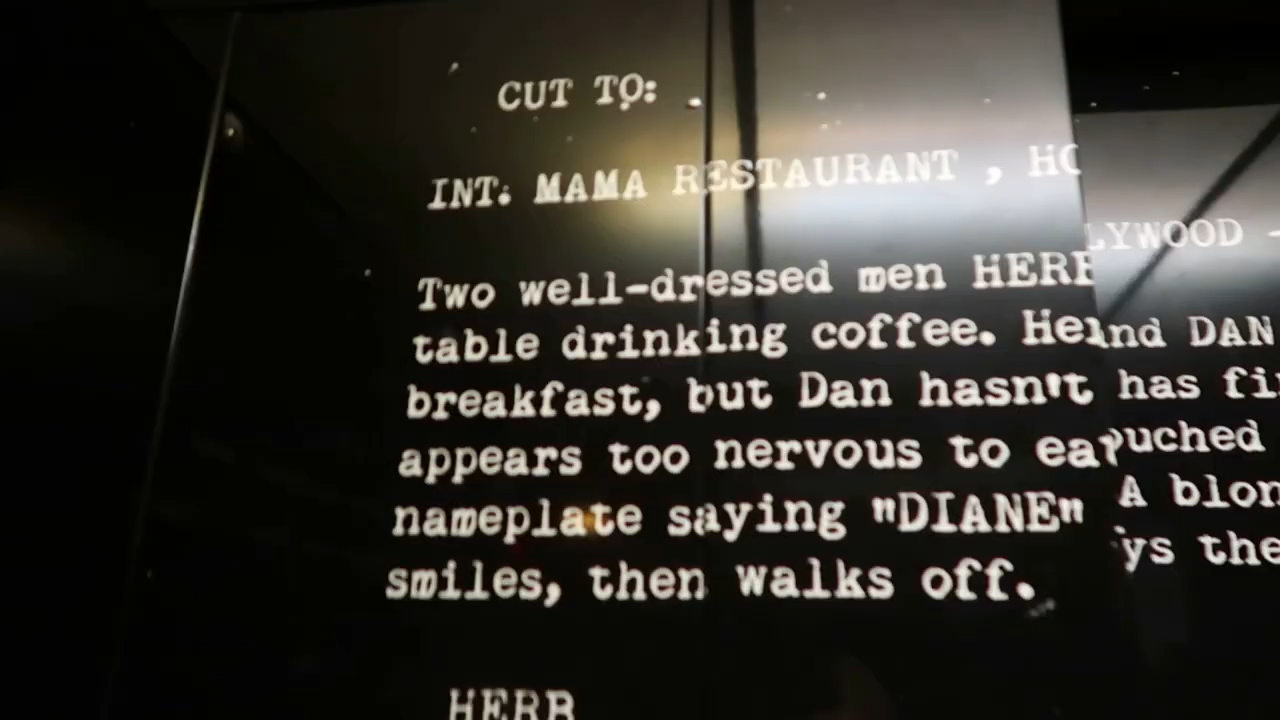 CUT TO:
INT: MAMA RESTAURANT , HO LYWOOD -
Two well-dressed men HERB nd DAN
table drinking coffee. He has fi
breakfast, but Dan hasn't ouched
appears too nervous to ea A blon
nameplate saying "DIANE" ys the
smiles, then walks off.
HERB